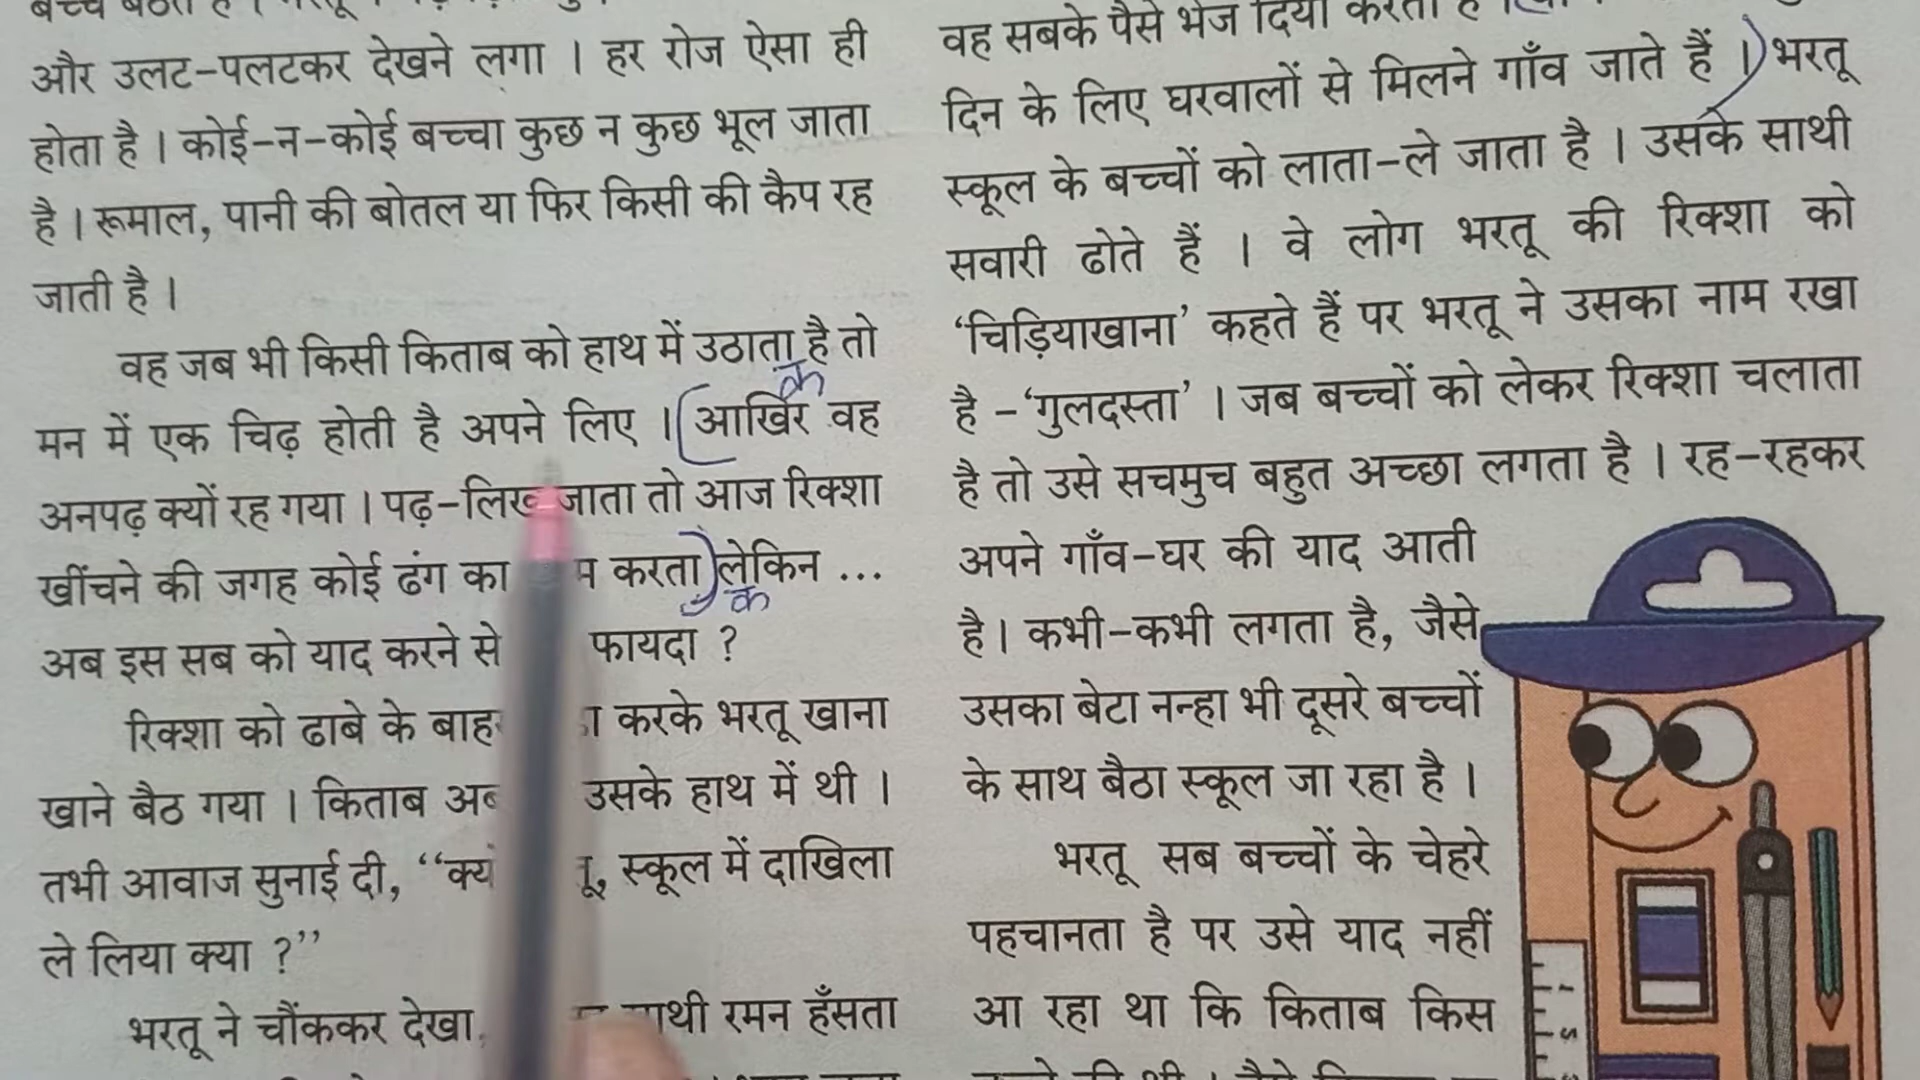 और उलट-पलटकर देखने लगा । हर रोज ऐसा ही
होता है । कोई-न-कोई बच्चा कुछ न कुछ भूल जाता
है । रूमाल, पानी की बोतल या फिर किसी की कैप रह
जाती है ।
वह जब भी किसी किताब को हाथ में उठाता है तो
क
मन में एक चिढ़ होती है अपने लिए । (आखिर वह
अनपढ़ क्यों रह गया । पढ़-लिख जाता तो आज रिक्शा
खींचने की जगह कोई ढंग का करता) लेकिन ...
क
अब इस सब को याद करने से फायदा ?
रिक्शा को ढाबे के करके भरतू खाना
खाने बैठ गया । किताब उसके हाथ में थी ।
तभी आवाज सुनाई दी, “ स्कूल में दाखिला
ले लिया क्या ?”
भरतू ने चौंककर देखा, रमन हँसता
वह सबके पैसे भेज दिया करता है
दिन के लिए घरवालों से मिलने गाँव जाते हैं ।) भरतू
स्कूल के बच्चों को लाता-ले जाता है । उसके साथी
सवारी ढोते हैं । वे लोग भरतू की रिक्शा को
‘चिड़ियाखाना’ कहते हैं पर भरतू ने उसका नाम रखा
है -‘गुलदस्ता’ । जब बच्चों को लेकर रिक्शा चलाता
है तो उसे सचमुच बहुत अच्छा लगता है । रह-रहकर
अपने गाँव-घर की याद आती
है । कभी-कभी लगता है, जैसे
उसका बेटा नन्हा भी दूसरे बच्चों
के साथ बैठा स्कूल जा रहा है ।
भरतू सब बच्चों के चेहरे
पहचानता है पर उसे याद नहीं
आ रहा था कि किताब किस